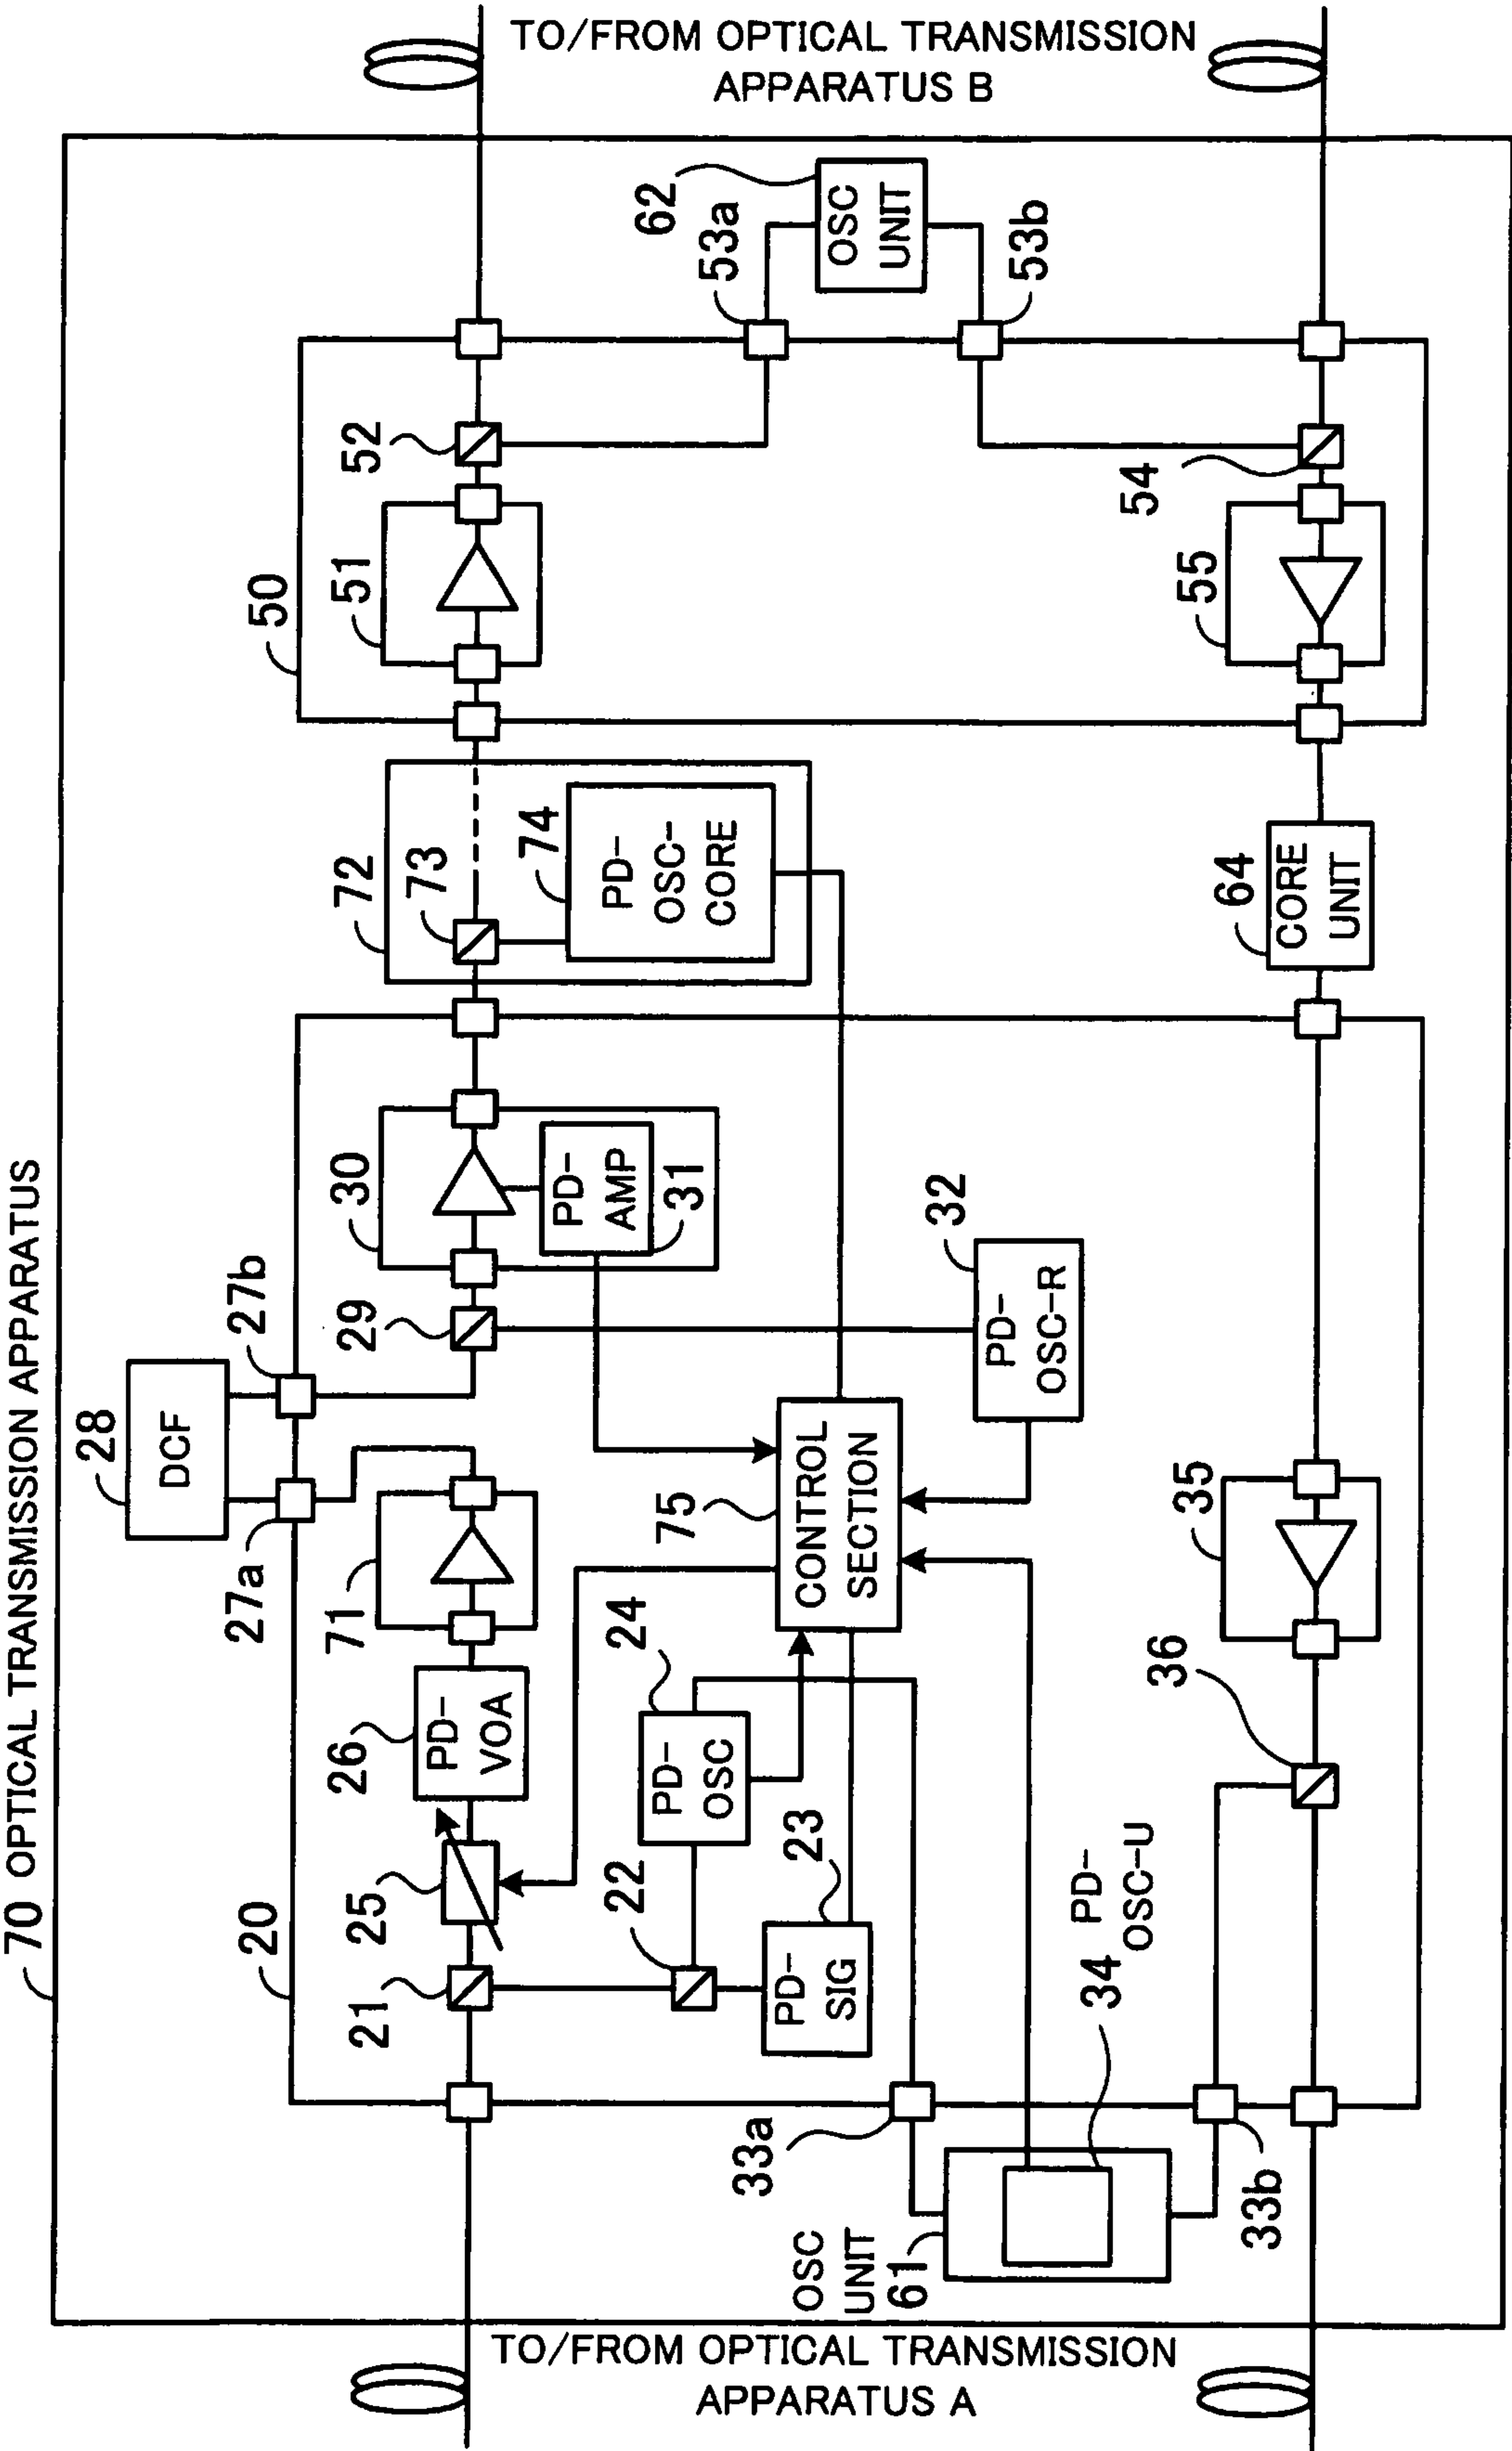 70 OPTICAL TRANSMISSION APPARATUS
TO/FROM OPTICAL TRANSMISSION
APPARATUS A
TO/FROM OPTICAL TRANSMISSION
APPARATUS B
20
21
25
26
PD-
VOA
71
27a
28
DCF
27b
29
30
PD-
AMP
31
22
PD-
SIG
23
PD-
OSC
24
75
CONTROL
SECTION
PD-
OSC-R
32
72
73
74
PD-
OSC-
CORE
50
51
52
53a
62
OSC
UNIT
53b
54
55
64
CORE
UNIT
33a
OSC
UNIT
61
34
PD-
OSC-U
33b
36
35